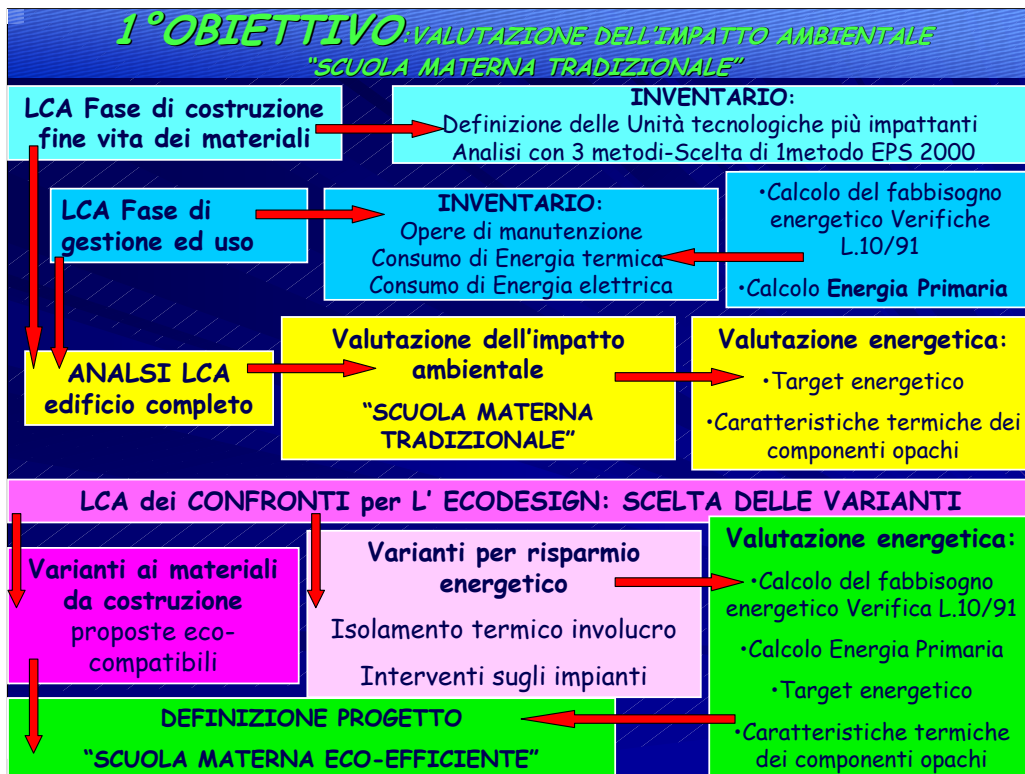 1°OBIETTIVO:VALUTAZIONE DELL'IMPATTO AMBIENTALE
"SCUOLA MATERNA TRADIZIONALE"
LCA Fase di costruzione
fine vita dei materiali
INVENTARIO:
Definizione delle Unità tecnologiche più impattanti
Analisi con 3 metodi-Scelta di 1metodo EPS 2000
LCA Fase di
gestione ed uso
INVENTARIO:
Opere di manutenzione
Consumo di Energia termica
Consumo di Energia elettrica
•Calcolo del fabbisogno
energetico Verifiche
L.10/91
•Calcolo Energia Primaria
ANALSI LCA
edificio completo
Valutazione dell'impatto
ambientale
"SCUOLA MATERNA
TRADIZIONALE"
Valutazione energetica:
•Target energetico
•Caratteristiche termiche dei
componenti opachi
LCA dei CONFRONTI per L' ECODESIGN: SCELTA DELLE VARIANTI
Varianti ai materiali
da costruzione
proposte eco-
compatibili
Varianti per risparmio
energetico
Isolamento termico involucro
Interventi sugli impianti
Valutazione energetica:
•Calcolo del fabbisogno
energetico Verifica L.10/91
•Calcolo Energia Primaria
•Target energetico
•Caratteristiche termiche
dei componenti opachi
DEFINIZIONE PROGETTO
"SCUOLA MATERNA ECO-EFFICIENTE"